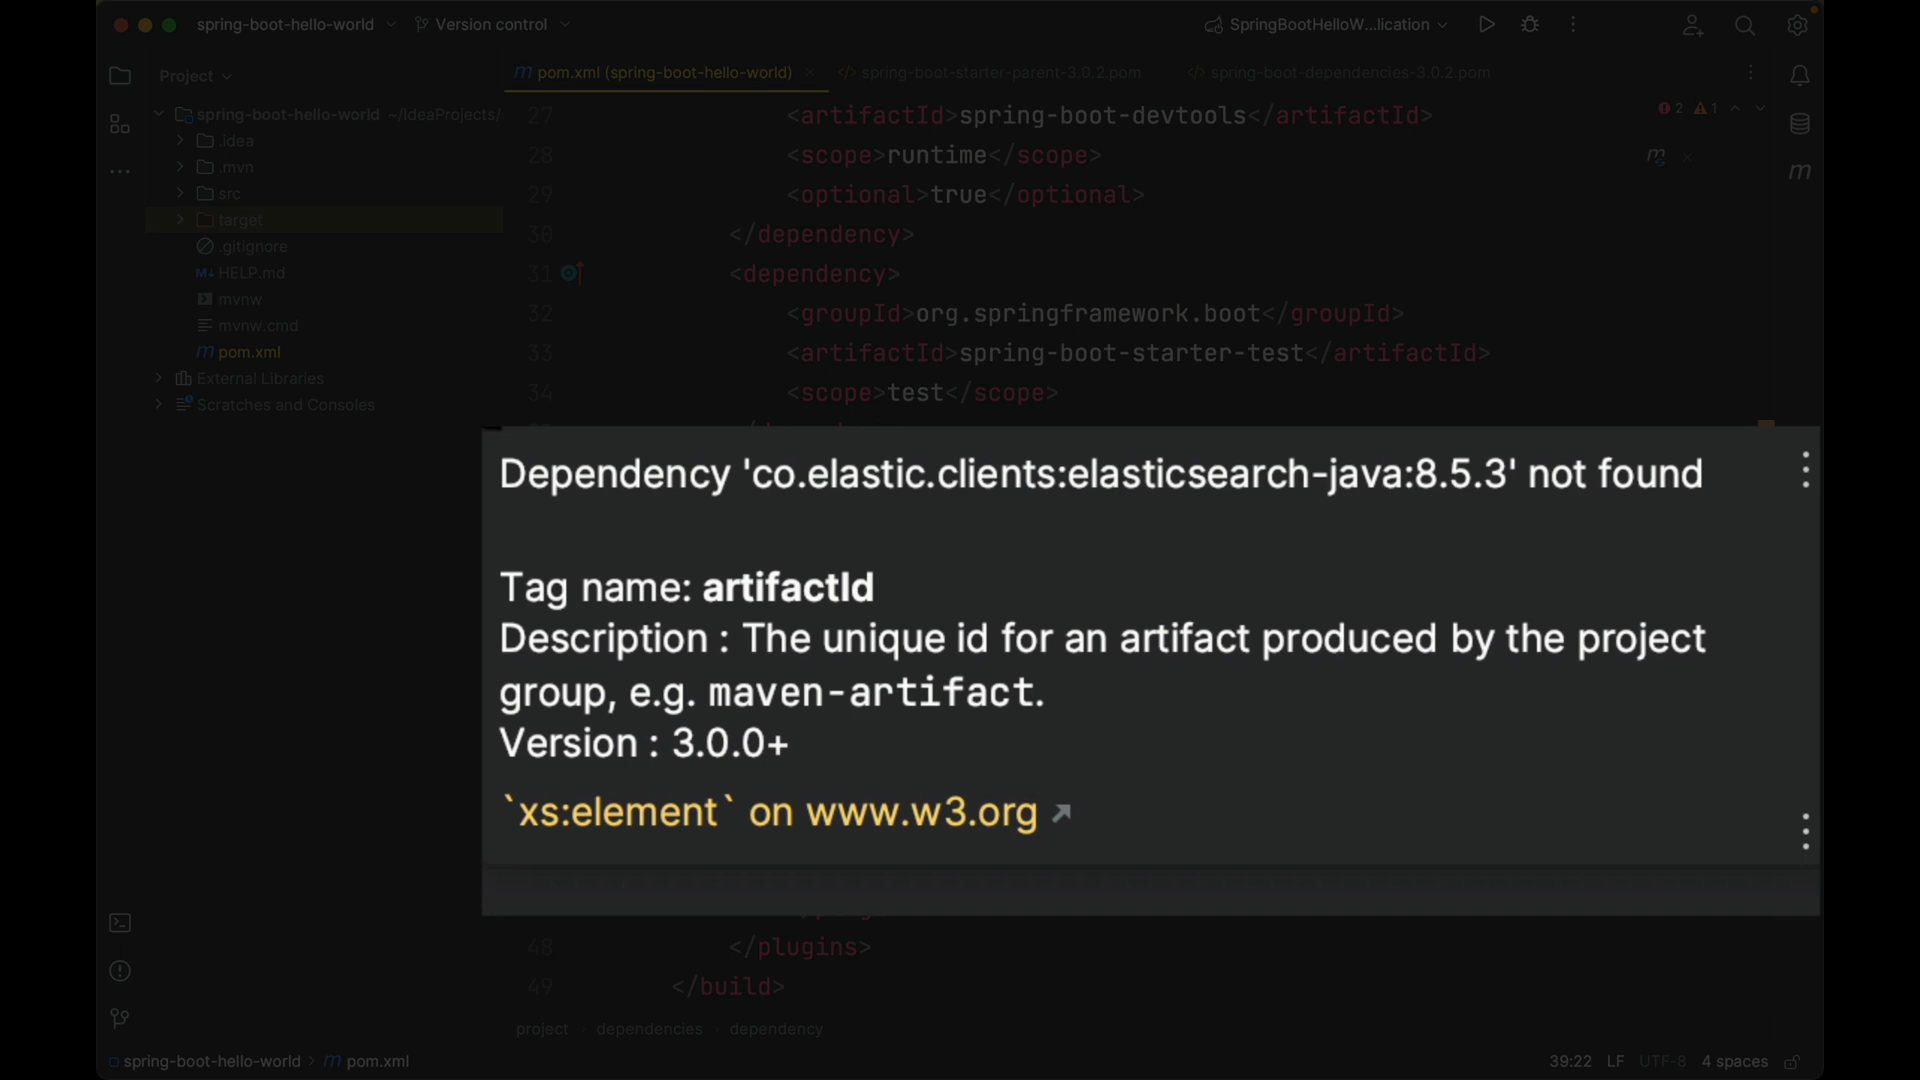 spring-boot-hello-world
Version control
SpringBootHelloW...lication
Project
pom.xml (spring-boot-hello-world)
spring-boot-starter-parent-3.0.2.pom
spring-boot-dependencies-3.0.2.pom
spring-boot-hello-world ~/IdeaProjects/
.idea
.mvn
src
target
.gitignore
HELP.md
mvnw
mvnw.cmd
pom.xml
External Libraries
Scratches and Consoles
2 1
27 <artifactId>spring-boot-devtools</artifactId>
28 <scope>runtime</scope>
29 <optional>true</optional>
30 </dependency>
31 <dependency>
32 <groupId>org.springframework.boot</groupId>
33 <artifactId>spring-boot-starter-test</artifactId>
34 <scope>test</scope>
Dependency 'co.elastic.clients:elasticsearch-java:8.5.3' not found
Tag name: artifactId
Description : The unique id for an artifact produced by the project
group, e.g. maven-artifact.
Version : 3.0.0+
`xs:element` on www.w3.org
48 </plugins>
49 </build>
project dependencies dependency
spring-boot-hello-world > pom.xml
39:22 LF UTF-8 4 spaces